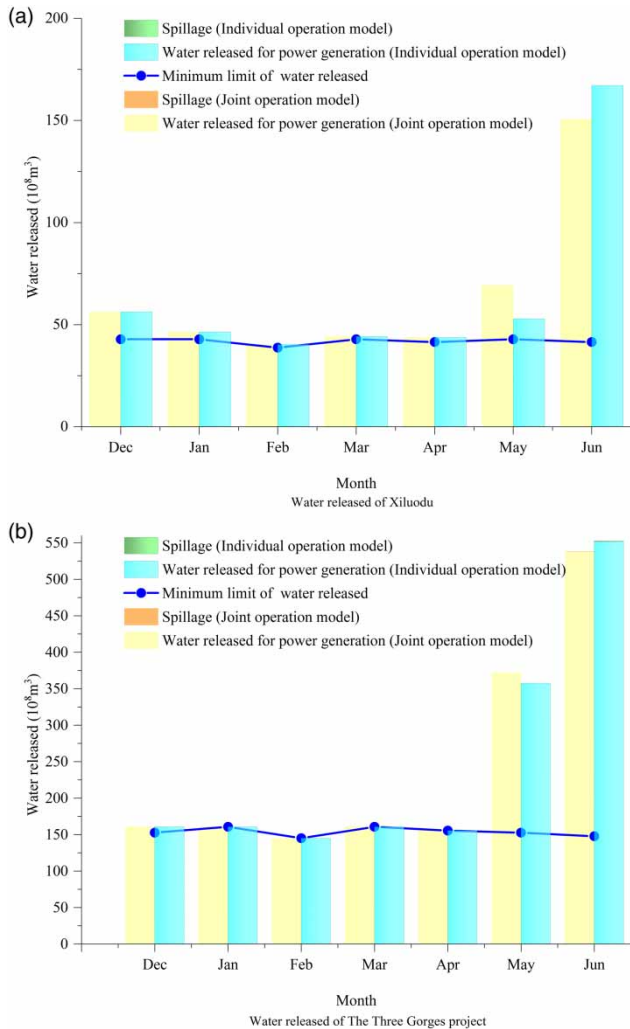 (a)
Spillage (Individual operation model)
Water released for power generation (Individual operation model)
Minimum limit of water released
Spillage (Joint operation model)
Water released for power generation (Joint operation model)
Water released (10⁸m³)
200
150
100
50
0
Dec Jan Feb Mar Apr May Jun
Month
Water released of Xiluodu
(b)
Spillage (Individual operation model)
Water released for power generation (Individual operation model)
Minimum limit of water released
Spillage (Joint operation model)
Water released for power generation (Joint operation model)
Water released (10⁸m³)
550
500
450
400
350
300
250
200
150
100
50
0
Dec Jan Feb Mar Apr May Jun
Month
Water released of The Three Gorges project